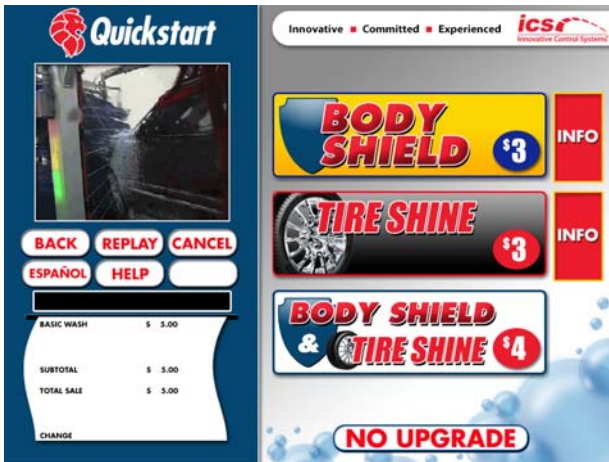 Quickstart
BACK REPLAY CANCEL
ESPAÑOL HELP
BASIC WASH $ 5.00
SUBTOTAL $ 5.00
TOTAL SALE $ 5.00
CHANGE
Innovative ■ Committed ■ Experienced
ics
Innovative Control Systems
BODY
SHIELD $3
INFO
TIRE SHINE
$3
INFO
BODY SHIELD
& TIRE SHINE $4
NO UPGRADE